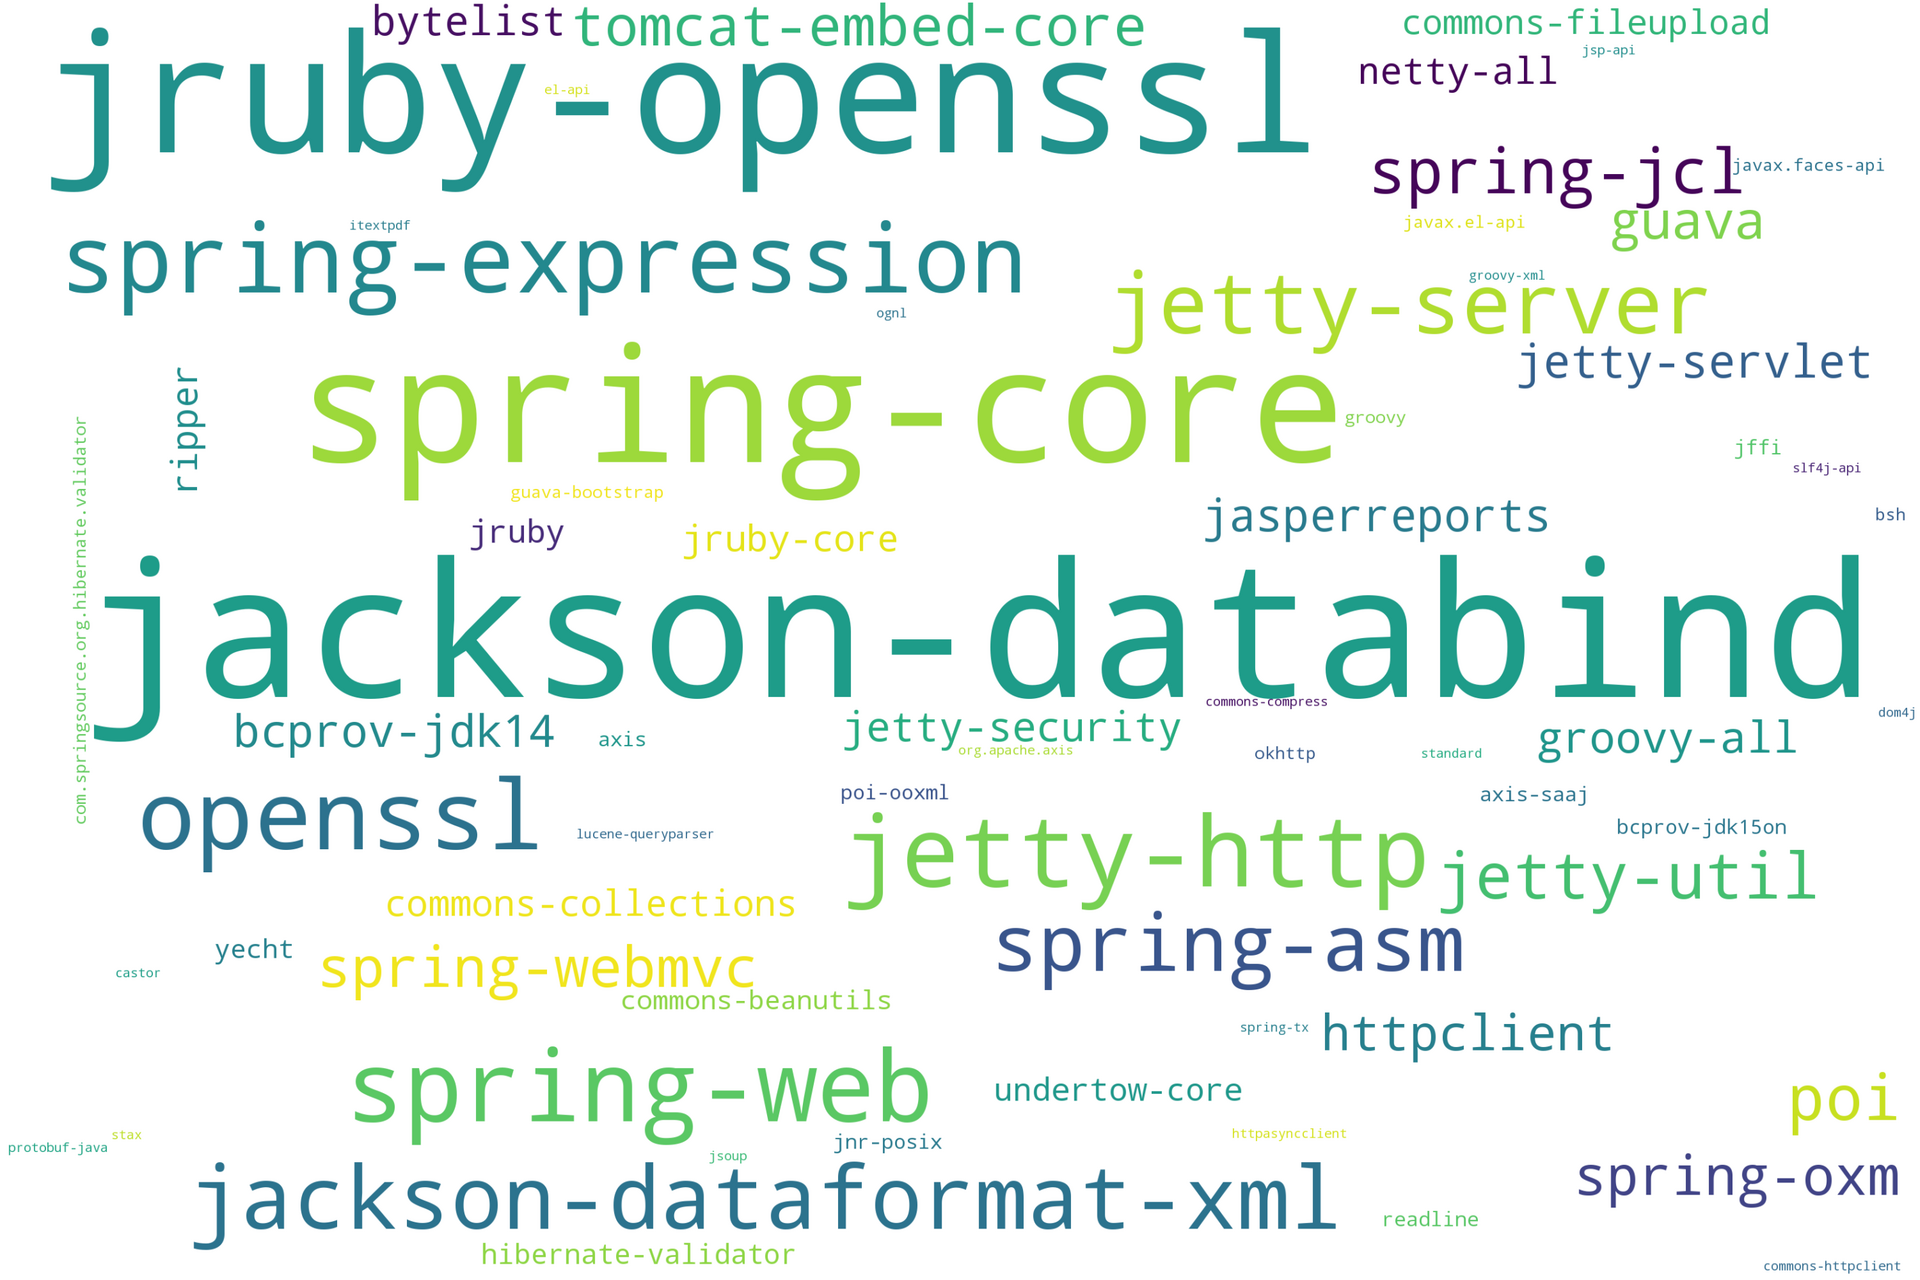 bytelist
tomcat-embed-core
commons-fileupload
jsp-api
netty-all
el-api
jruby-openssl
spring-jcl
javax.faces-api
itextpdf
javax.el-api
guava
spring-expression
groovy-xml
jetty-server
ognl
jetty-servlet
ripper
spring-core
groovy
jffi
slf4j-api
com.springsource.org.hibernate.validator
guava-bootstrap
jruby
jruby-core
jasperreports
bsh
jackson-databind
commons-compress
dom4j
bcprov-jdk14
axis
jetty-security
org.apache.axis
okhttp
standard
groovy-all
poi-ooxml
axis-saaj
openssl
lucene-queryparser
bcprov-jdk15on
jetty-http
jetty-util
commons-collections
yecht
spring-asm
castor
spring-webmvc
commons-beanutils
spring-tx
httpclient
spring-web
undertow-core
poi
stax
protobuf-java
jnr-posix
httpasyncclient
jsoup
spring-oxm
jackson-dataformat-xml
readline
hibernate-validator
commons-httpclient